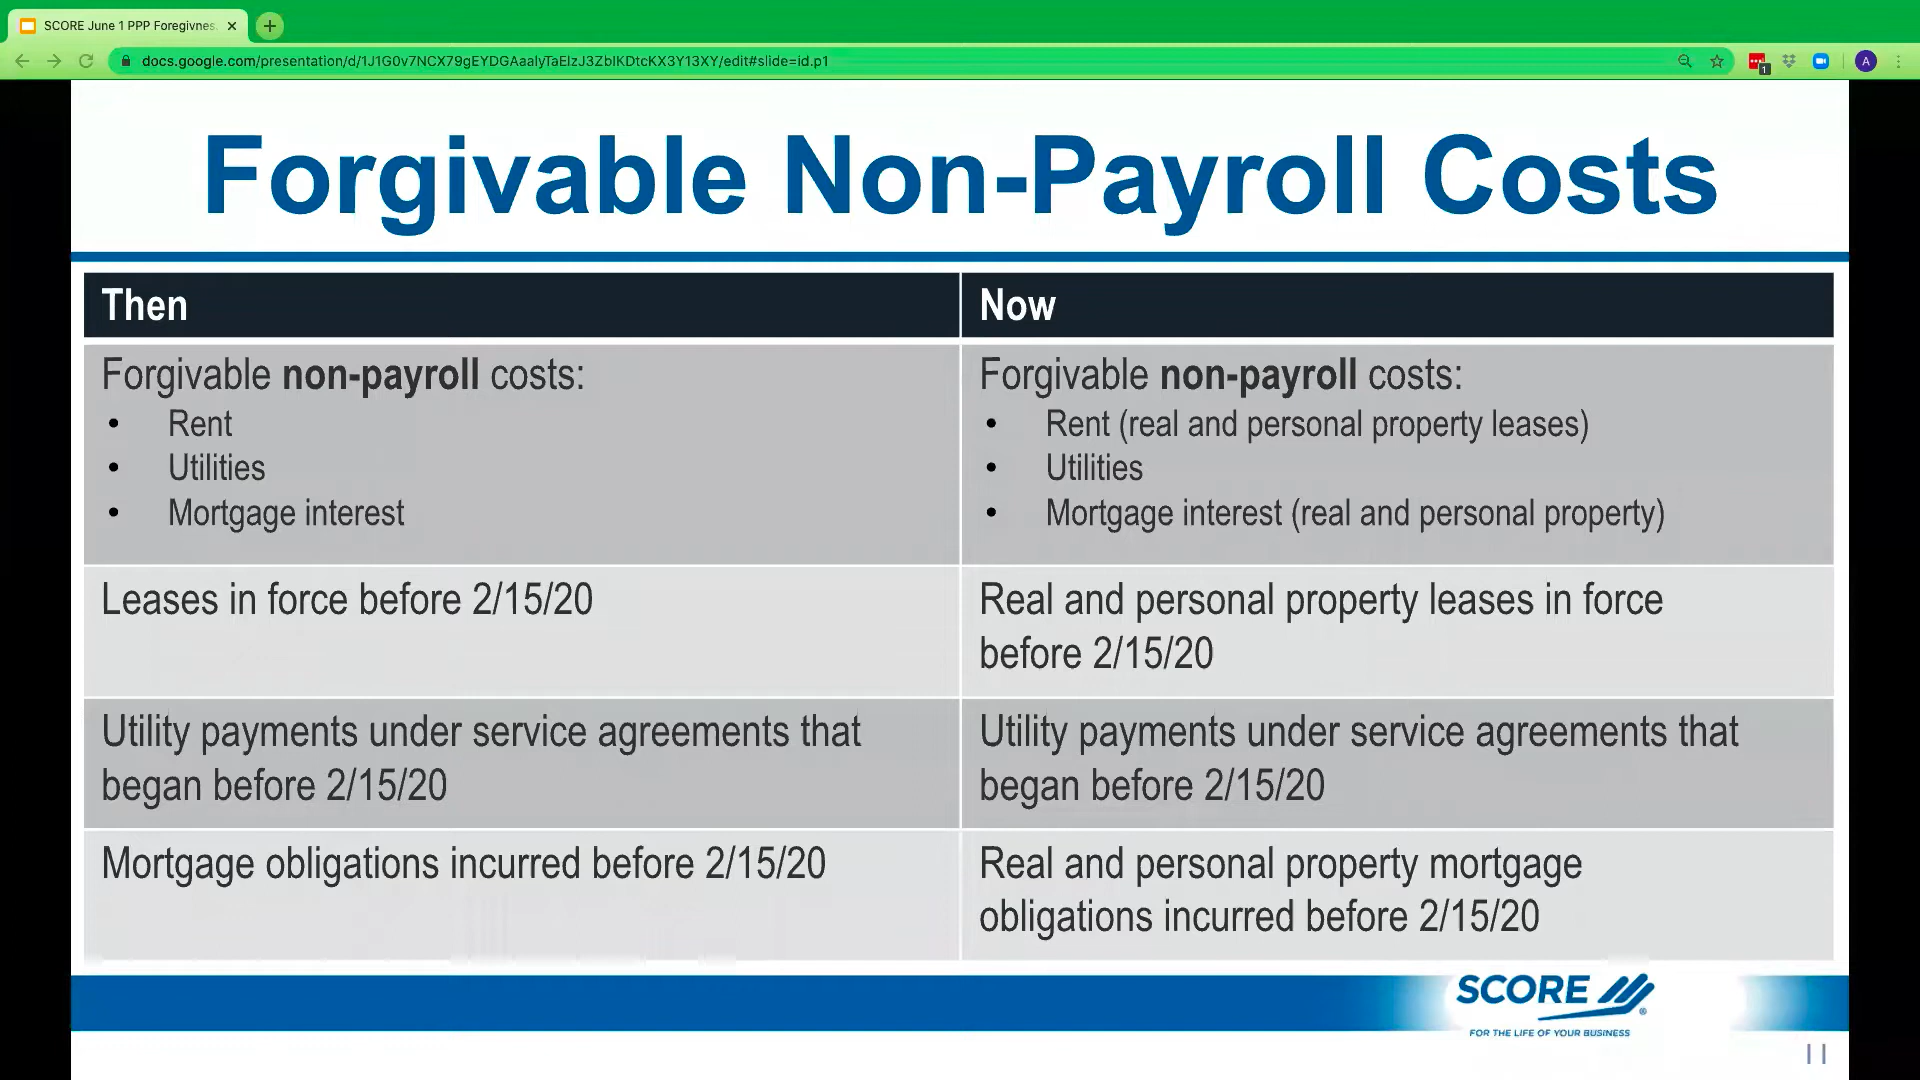 SCORE June 1 PPP Foregivnes
docs.google.com/presentation/d/1J1G0v7NCX79gEYDGAaalyTaElzJ3ZbIKDtcKX3Y13XY/edit#slide=id.p1
1
A
Forgivable Non-Payroll Costs
Then
Now
Forgivable non-payroll costs:
• Rent
• Utilities
• Mortgage interest
Forgivable non-payroll costs:
• Rent (real and personal property leases)
• Utilities
• Mortgage interest (real and personal property)
Leases in force before 2/15/20
Real and personal property leases in force
before 2/15/20
Utility payments under service agreements that
began before 2/15/20
Utility payments under service agreements that
began before 2/15/20
Mortgage obligations incurred before 2/15/20
Real and personal property mortgage
obligations incurred before 2/15/20
SCORE
®
FOR THE LIFE OF YOUR BUSINESS
11